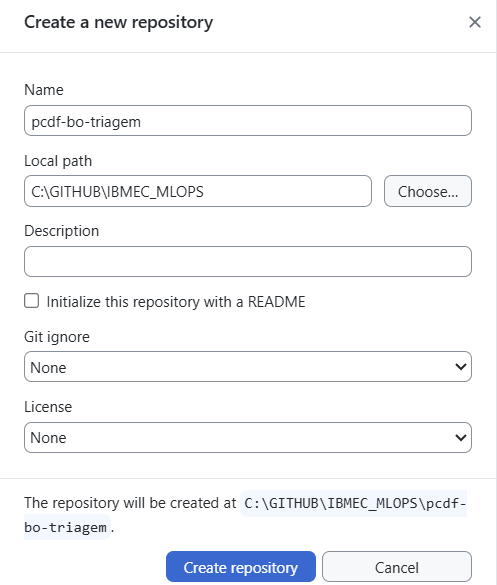 Create a new repository
Name
pcdf-bo-triagem
Local path
C:\GITHUB\IBMEC_MLOPS
Choose...
Description
Initialize this repository with a README
Git ignore
None
License
None
The repository will be created at C:\GITHUB\IBMEC_MLOPS\pcdf-
bo-triagem.
Create repository
Cancel